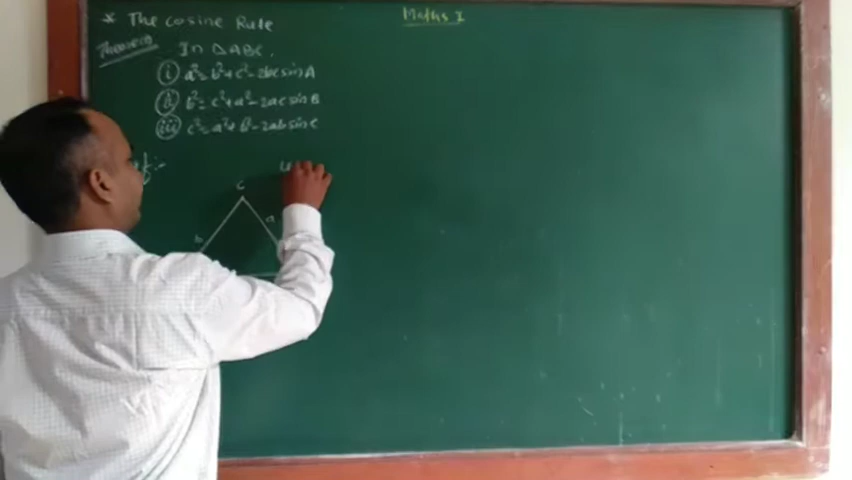 Maths I
* The Cosine Rule
Theorem In △ABC,
(i) a² = b² + c² - 2bc sin A
(ii) b² = c² + a² - 2ac sin B
(iii) c² = a² + b² - 2ab sin C
C
a
b